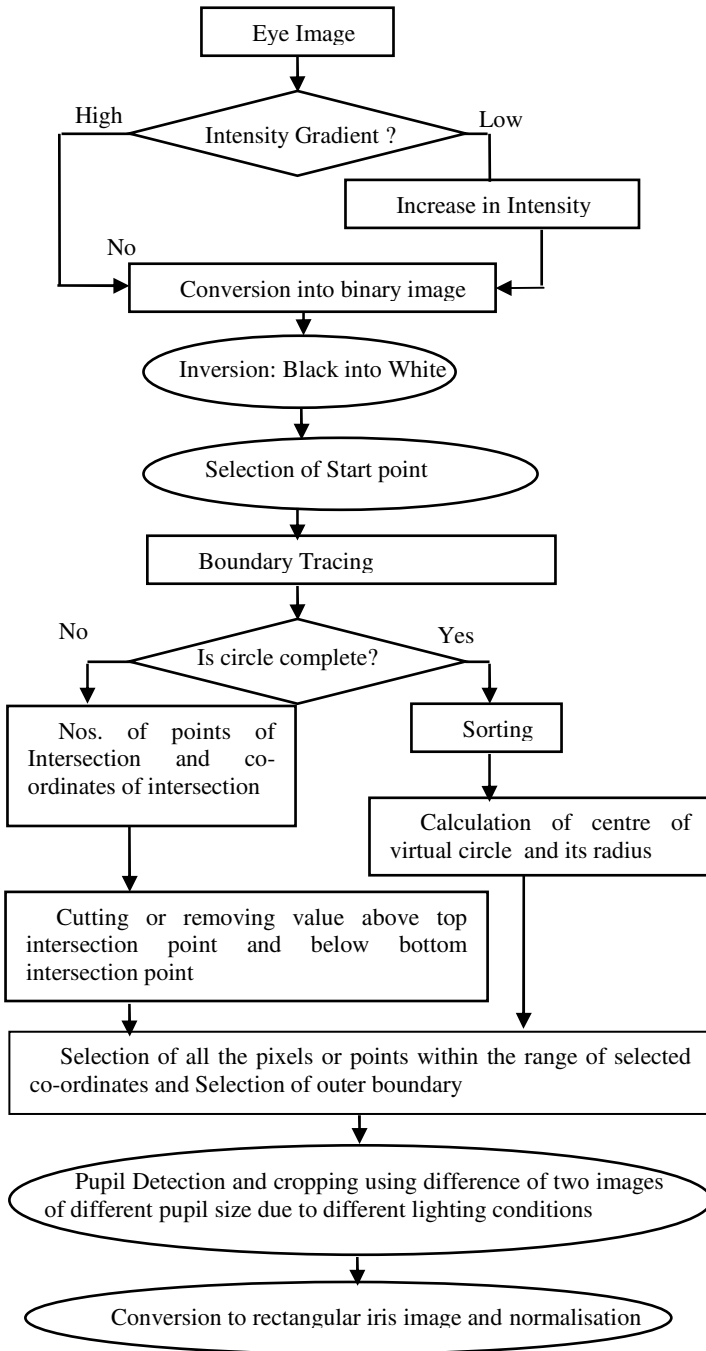 Eye Image
High
Intensity Gradient ?
Low
Increase in Intensity
No
Conversion into binary image
Inversion: Black into White
Selection of Start point
Boundary Tracing
No
Is circle complete?
Yes
Nos. of points of
Intersection and co-
ordinates of intersection
Sorting
Calculation of centre of
virtual circle and its radius
Cutting or removing value above top
intersection point and below bottom
intersection point
Selection of all the pixels or points within the range of selected
co-ordinates and Selection of outer boundary
Pupil Detection and cropping using difference of two images
of different pupil size due to different lighting conditions
Conversion to rectangular iris image and normalisation